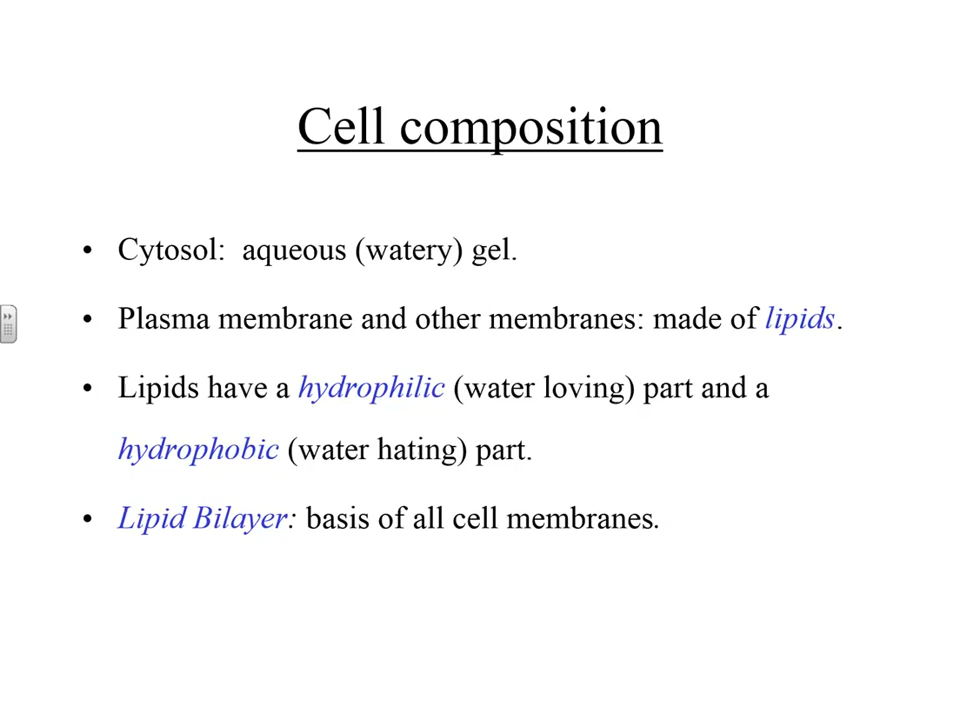 Cell composition
• Cytosol:  aqueous (watery) gel.
• Plasma membrane and other membranes: made of lipids.
• Lipids have a hydrophilic (water loving) part and a
hydrophobic (water hating) part.
• Lipid Bilayer: basis of all cell membranes.